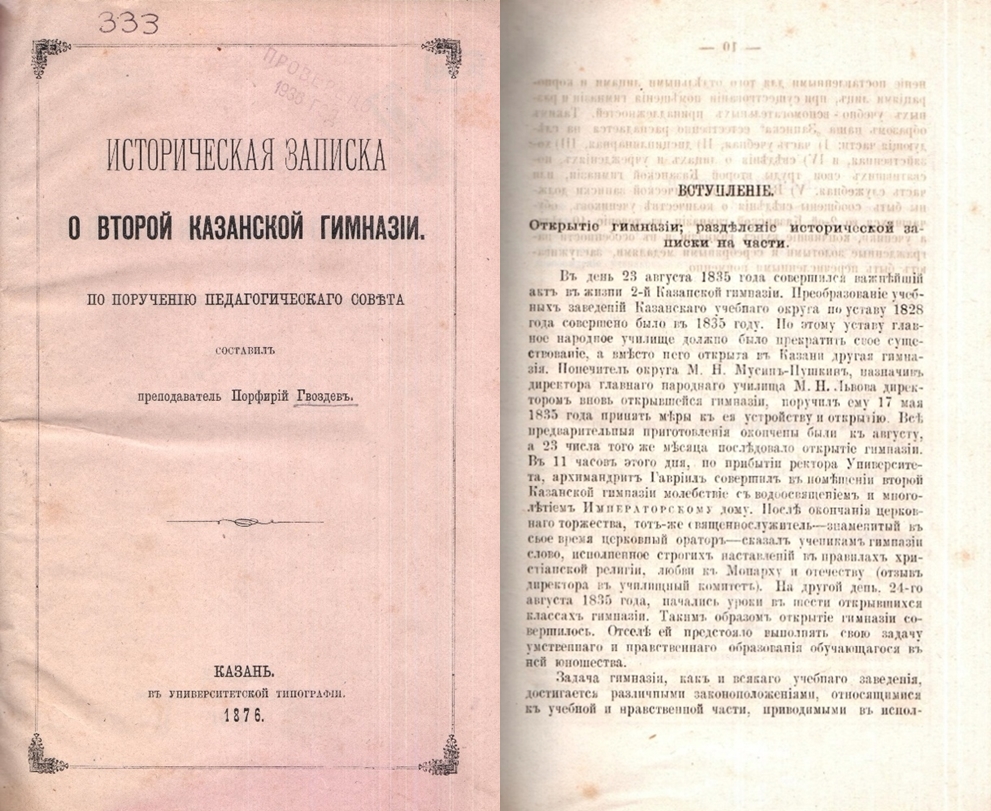 333
ПРОВЕРЕНО
1936 г.
ИСТОРИЧЕСКАЯ ЗАПИСКА
О ВТОРОЙ КАЗАНСКОЙ ГИМНАЗІИ.
ПО ПОРУЧЕНІЮ ПЕДАГОГИЧЕСКАГО СОВѢТА
СОСТАВИЛЪ
преподаватель Порфирій Гвоздевъ.
КАЗАНЬ.
ВЪ УНИВЕРСИТЕТСКОЙ ТИПОГРАФІИ.
1876.
— 10 —
ВСТУПЛЕНІЕ.
Открытіе гимназіи; раздѣленіе исторической за-
писки на части.
Въ день 23 августа 1835 года совершился важнѣйшій
актъ въ жизни 2-й Казанской гимназіи. Преобразованіе учеб-
ныхъ заведеній Казанскаго учебнаго округа по уставу 1828
года совершено было въ 1835 году. По этому уставу глав-
ное народное училище должно было прекратить свое суще-
ствованіе, а вмѣсто него открыта въ Казани другая гимна-
зія. Попечитель округа М. Н. Мусинъ-Пушкинъ, назначивъ
директора главнаго народнаго училища М. Н. Львова дирек-
торомъ вновь открывшейся гимназіи, поручилъ ему 17 мая
1835 года принять мѣры къ ея устройству и открытію. Всѣ
предварительныя приготовленія окончены были къ августу,
а 23 числа того же мѣсяца послѣдовало открытіе гимназіи.
Въ 11 часовъ этого дня, по прибытіи ректора Университе-
та, архимандритъ Гавріилъ совершилъ въ помѣщеніи второй
Казанской гимназіи молебствіе съ водоосвященіемъ и много-
лѣтіемъ Императорскому дому. Послѣ окончанія церков-
наго торжества, тотъ-же священнослужитель—знаменитый въ
свое время церковный ораторъ—сказалъ ученикамъ гимназіи
слово, исполненное строгихъ наставленій въ правилахъ хри-
стіанской религіи, любви къ Монарху и отечеству (отзывъ
директора въ училищный комитетъ). На другой день, 24-го
августа 1835 года, начались уроки въ шести открывшихся
классахъ гимназіи. Такимъ образомъ открытіе гимназіи со-
вершилось. Отселѣ ей предстояло выполнять свою задачу
умственнаго и нравственнаго образованія обучающагося въ
ней юношества.
Задача гимназіи, какъ и всякаго учебнаго заведенія,
достигается различными законоположеніями, относящимися
къ учебной и нравственной части, приводимыми въ испол-